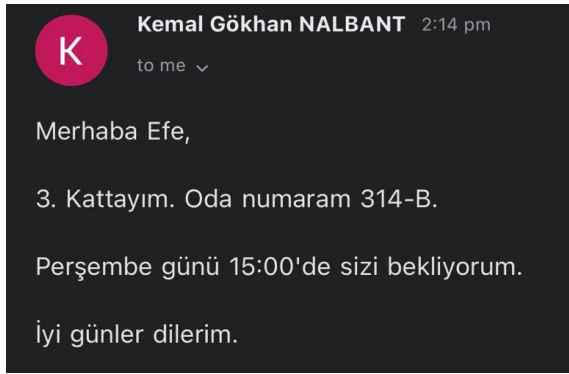 K
Kemal Gökhan NALBANT 2:14 pm
to me
Merhaba Efe,
3. Kattayım. Oda numaram 314-B.
Perşembe günü 15:00'de sizi bekliyorum.
İyi günler dilerim.